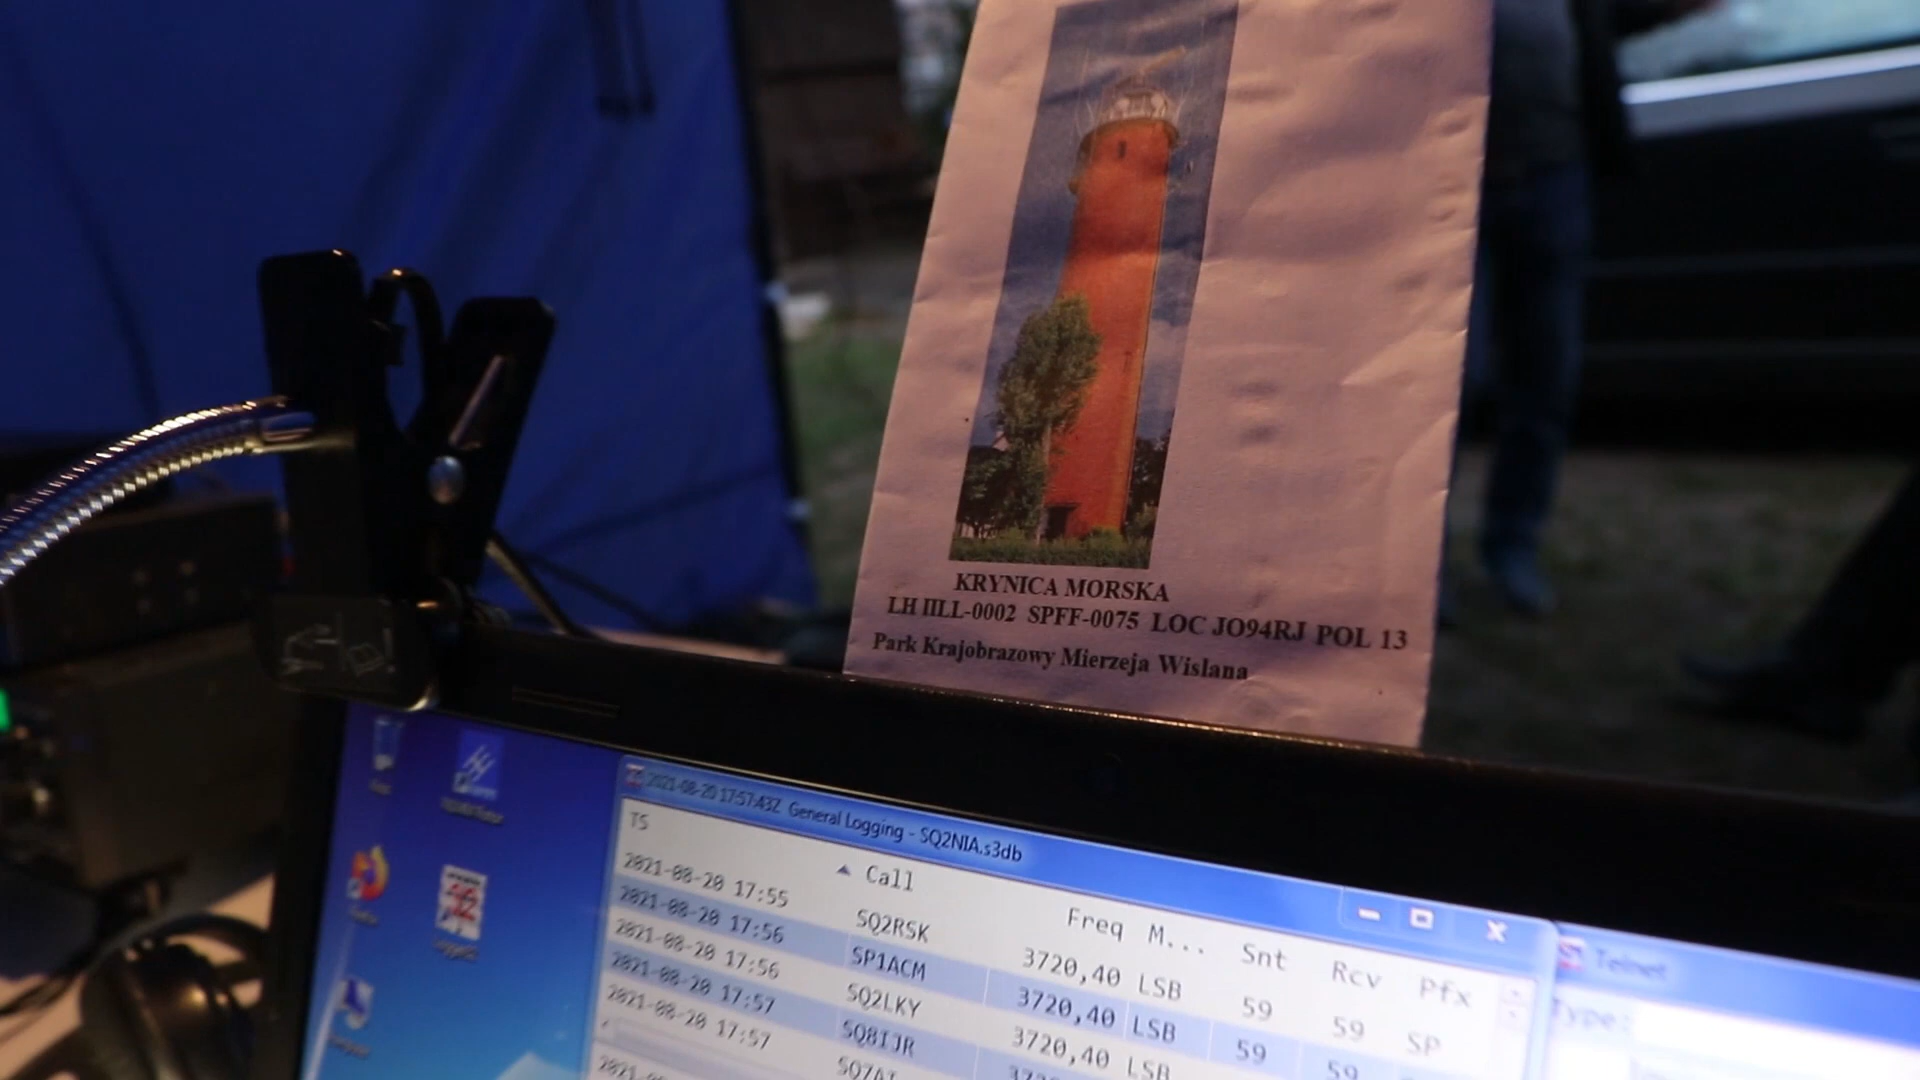 KRYNICA MORSKA
LH IILL-0002 SPFF-0075 LOC JO94RJ POL 13
Park Krajobrazowy Mierzeja Wislana
2021-08-20 17:57:43Z General Logging - SQ2NIA.s3db
TS Call Freq M... Snt Rcv Pfx
2021-08-20 17:55 SQ2RSK 3720,40 LSB 59 59 SP
2021-08-20 17:56 SP1ACM 3720,40 LSB 59 59
2021-08-20 17:56 SQ2LKY 3720,40 LSB
2021-08-20 17:57 SQ8IJR
2021-08-20 17:57
Telnet
Type: